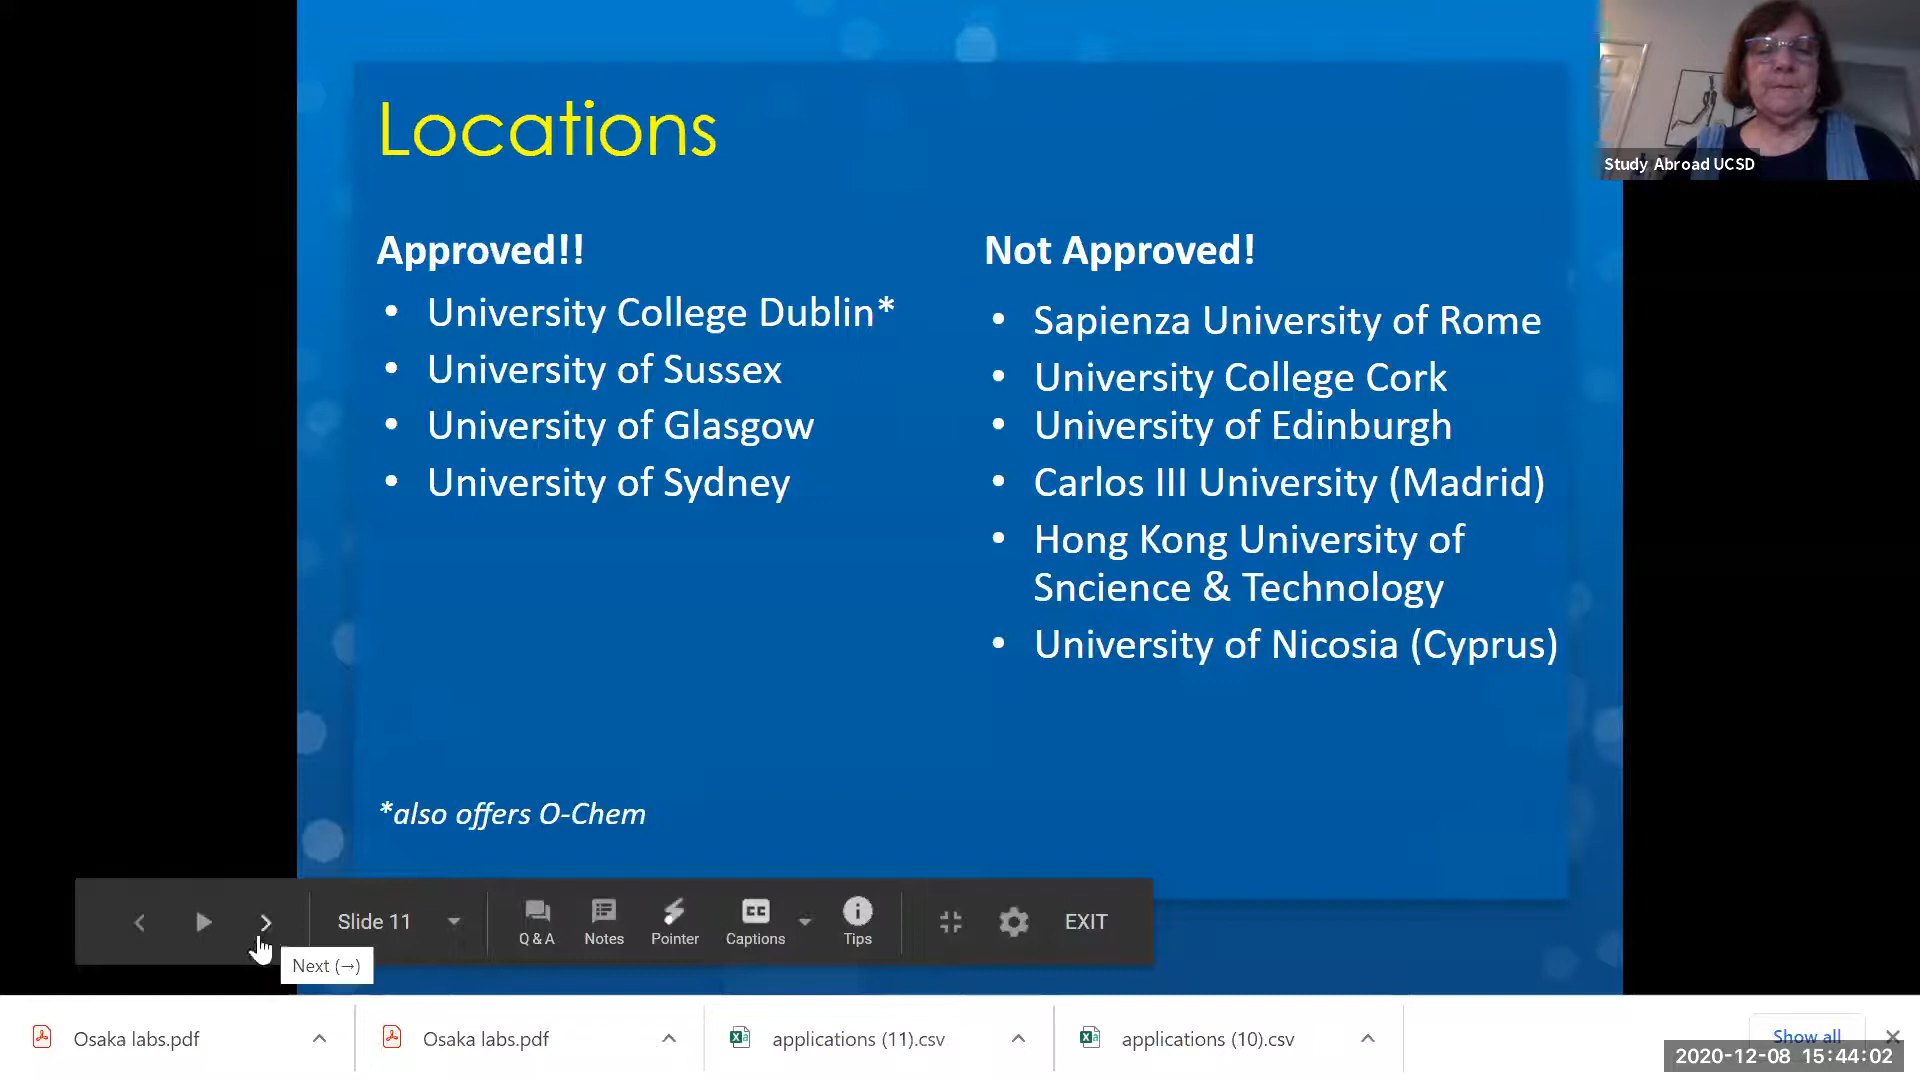 Locations
Study Abroad UCSD
Approved!!
• University College Dublin*
• University of Sussex
• University of Glasgow
• University of Sydney
Not Approved!
• Sapienza University of Rome
• University College Cork
• University of Edinburgh
• Carlos III University (Madrid)
• Hong Kong University of
Sncience & Technology
• University of Nicosia (Cyprus)
*also offers O-Chem
Slide 11
Q & A
Notes
Pointer
CC
Captions
Tips
EXIT
Next (→)
Osaka labs.pdf
Osaka labs.pdf
applications (11).csv
applications (10).csv
Show all
2020-12-08 15:44:02